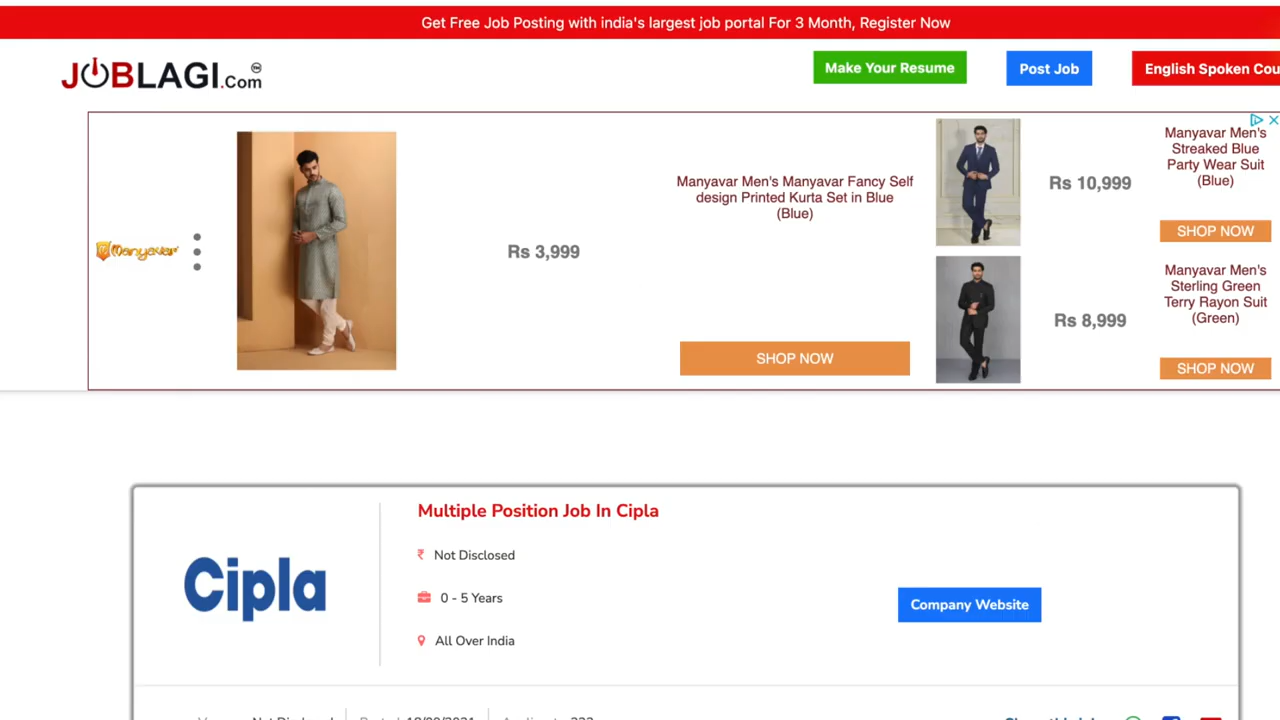 Get Free Job Posting with india's largest job portal For 3 Month, Register Now
JOBLAGI.Com
Make Your Resume
Post Job
English Spoken Cou
Manyavar
Rs 3,999
Manyavar Men's Manyavar Fancy Self
design Printed Kurta Set in Blue
(Blue)
SHOP NOW
Rs 10,999
Manyavar Men's
Streaked Blue
Party Wear Suit
(Blue)
SHOP NOW
Rs 8,999
Manyavar Men's
Sterling Green
Terry Rayon Suit
(Green)
SHOP NOW
Cipla
Multiple Position Job In Cipla
₹ Not Disclosed
0 - 5 Years
All Over India
Company Website
Not Disclosed